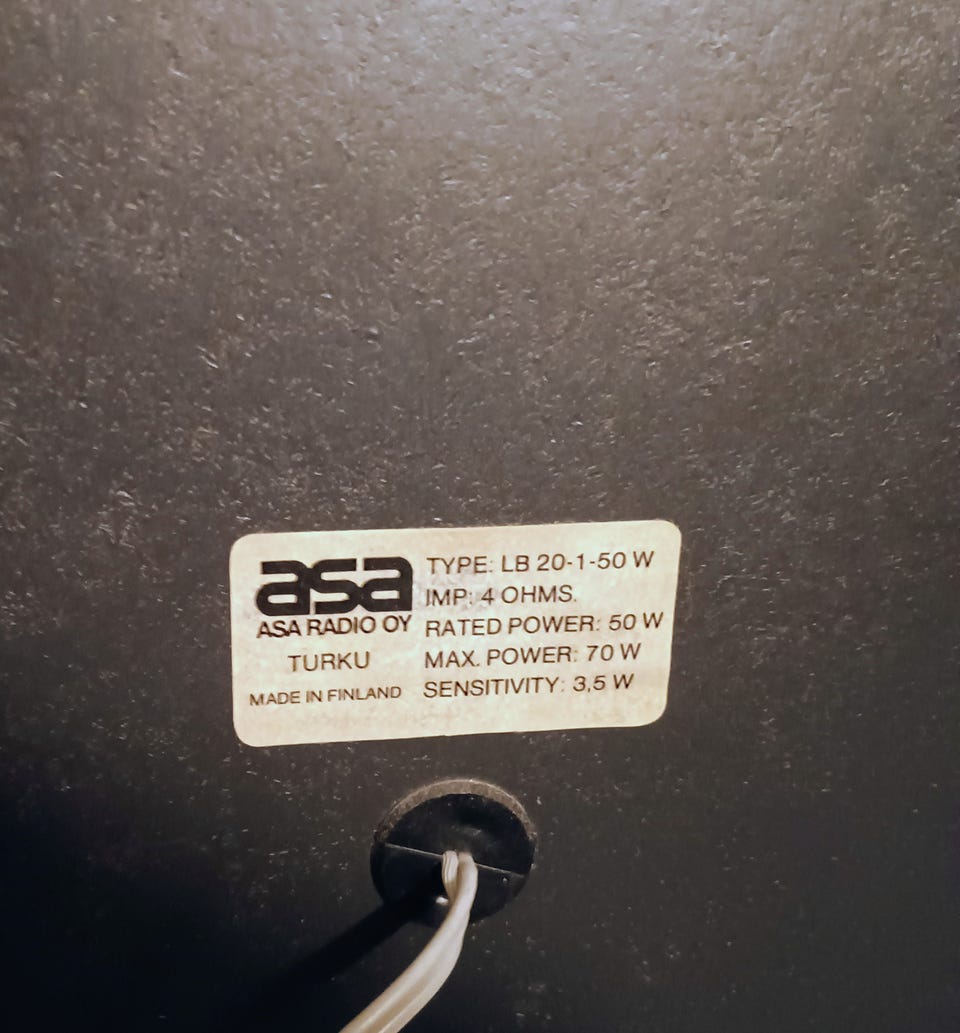 asa
ASA RADIO OY
TURKU
MADE IN FINLAND
TYPE: LB 20-1-50 W
IMP: 4 OHMS.
RATED POWER: 50 W
MAX. POWER: 70 W
SENSITIVITY: 3,5 W